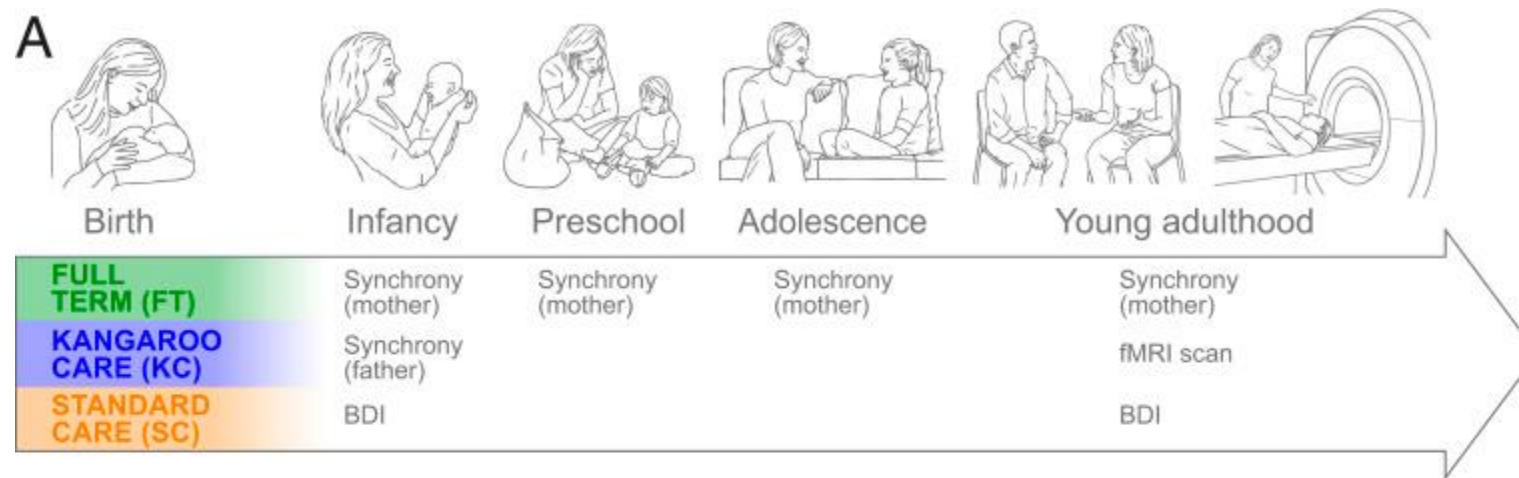 A
Birth
Infancy
Preschool
Adolescence
Young adulthood
FULL
TERM (FT)
Synchrony
(mother)
Synchrony
(mother)
Synchrony
(mother)
Synchrony
(mother)
KANGAROO
CARE (KC)
Synchrony
(father)
fMRI scan
STANDARD
CARE (SC)
BDI
BDI